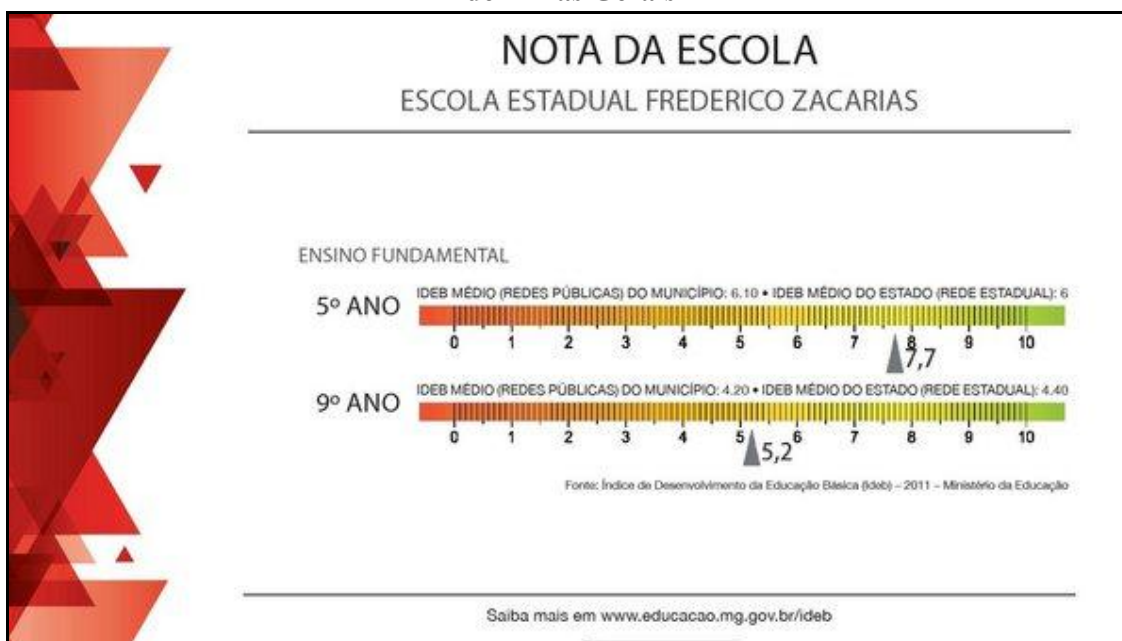 NOTA DA ESCOLA
ESCOLA ESTADUAL FREDERICO ZACARIAS
ENSINO FUNDAMENTAL
5º ANO
IDEB MÉDIO (REDES PÚBLICAS) DO MUNICÍPIO: 6.10 • IDEB MÉDIO DO ESTADO (REDE ESTADUAL): 6
0 1 2 3 4 5 6 7 8 9 10
7,7
9º ANO
IDEB MÉDIO (REDES PÚBLICAS) DO MUNICÍPIO: 4.20 • IDEB MÉDIO DO ESTADO (REDE ESTADUAL): 4.40
0 1 2 3 4 5 6 7 8 9 10
5,2
Fonte: Índice de Desenvolvimento da Educação Básica (Ideb) – 2011 – Ministério da Educação
Saiba mais em www.educacao.mg.gov.br/ideb